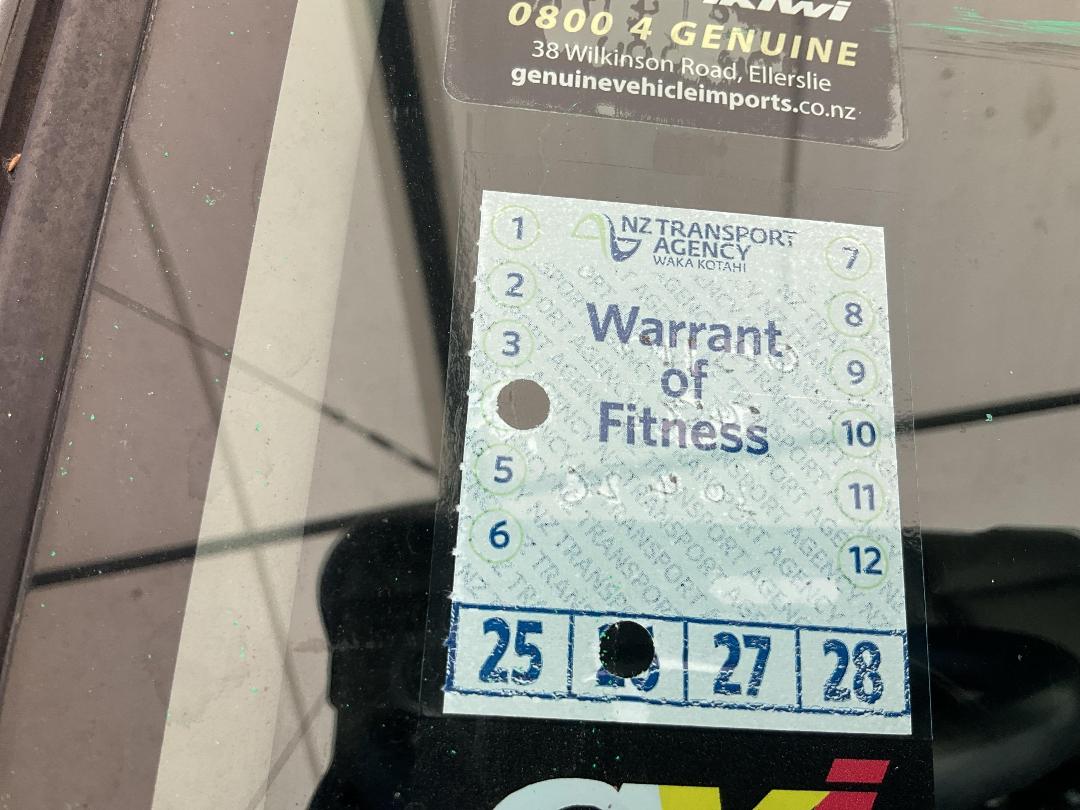 0800 4 GENUINE
38 Wilkinson Road, Ellerslie
genuinevehicleimports.co.nz
NZ TRANSPORT
AGENCY
WAKA KOTAHI
Warrant
of
Fitness
1
2
3
5
6
7
8
9
10
11
12
25 26 27 28